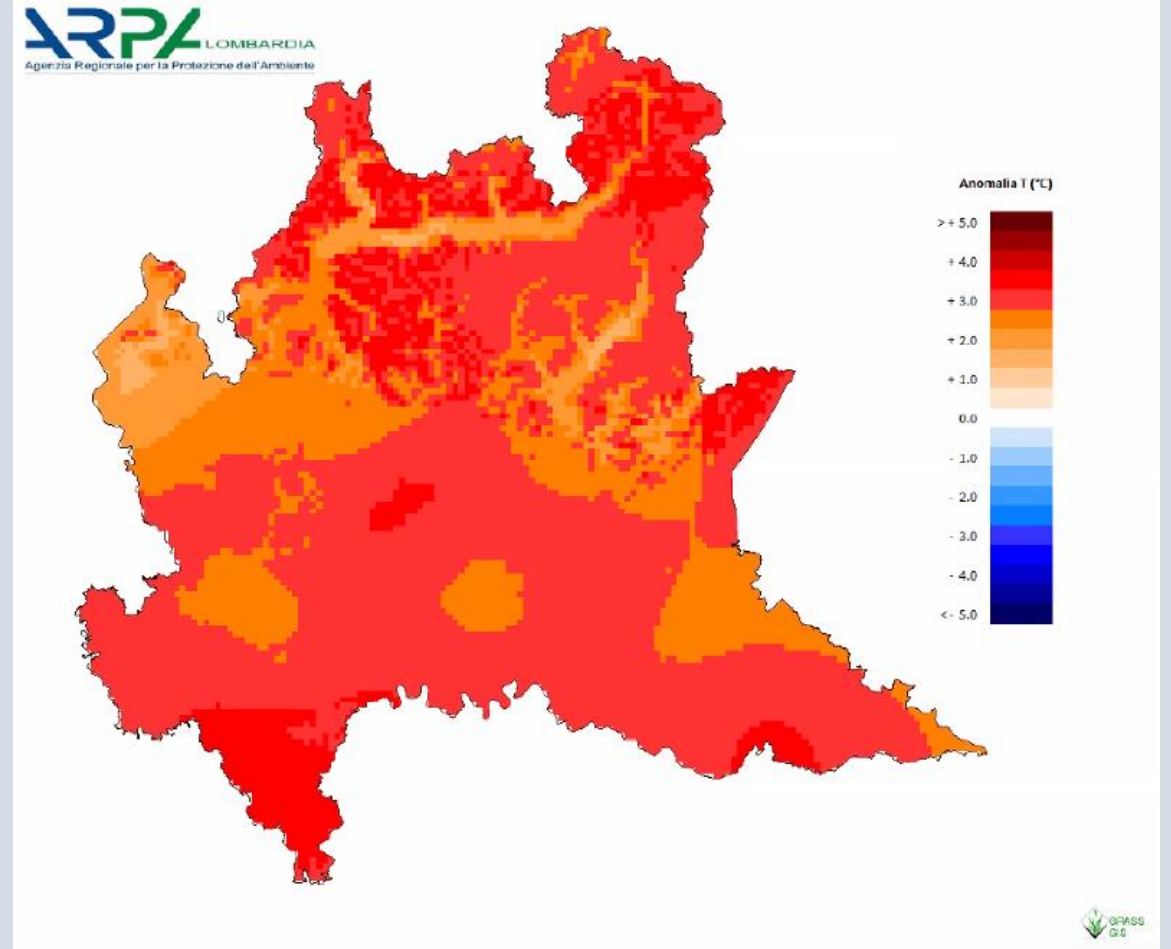 ARPA LOMBARDIA
Agenzia Regionale per la Protezione dell'Ambiente
Anomalia T (°C)
> + 5.0
+ 4.0
+ 3.0
+ 2.0
+ 1.0
0.0
- 1.0
- 2.0
- 3.0
- 4.0
<- 5.0
GRASS
GIS